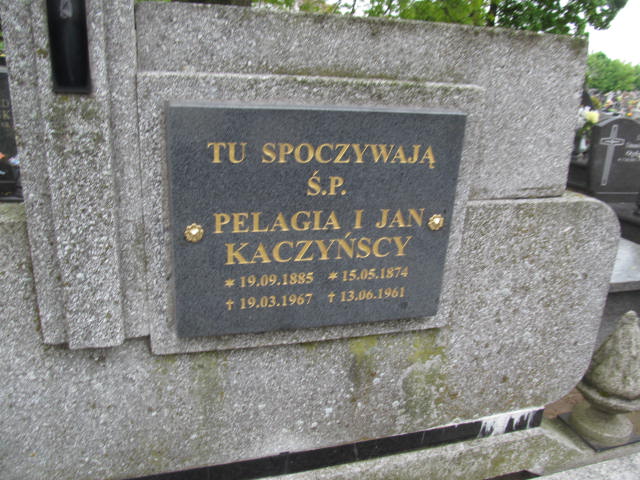 TU SPOCZYWAJĄ
Ś.P.
PELAGIA I JAN
KACZYŃSCY
* 19.09.1885 * 15.05.1874
† 19.03.1967 † 13.06.1961